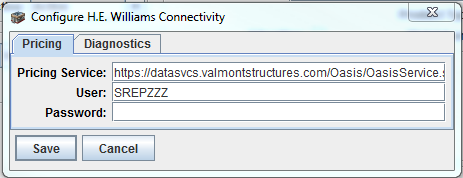 Configure H.E. Williams Connectivity
Pricing Diagnostics
Pricing Service: https://datasvcs.valmontstructures.com/Oasis/OasisService.s
User: SREPZZZ
Password:
Save Cancel